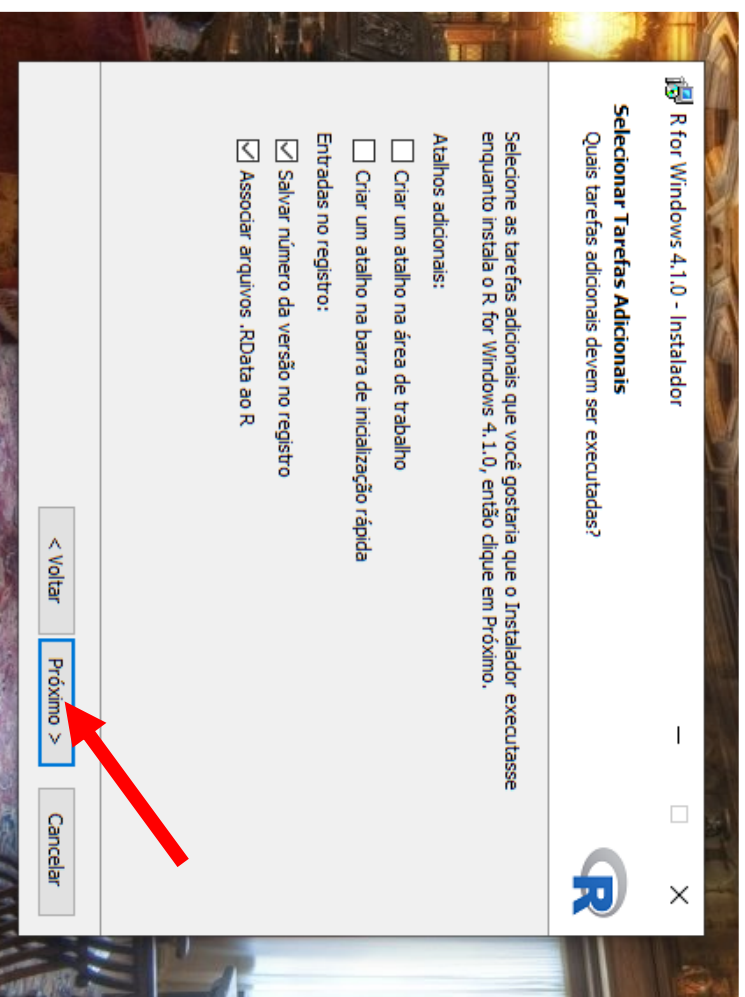 R for Windows 4.1.0 - Instalador
Selecionar Tarefas Adicionais
Quais tarefas adicionais devem ser executadas?
R
Selecione as tarefas adicionais que você gostaria que o Instalador executasse
enquanto instala o R for Windows 4.1.0, então clique em Próximo.
Atalhos adicionais:
Criar um atalho na área de trabalho
Criar um atalho na barra de inicialização rápida
Entradas no registro:
Salvar número da versão no registro
Associar arquivos .RData ao R
< Voltar
Próximo >
Cancelar